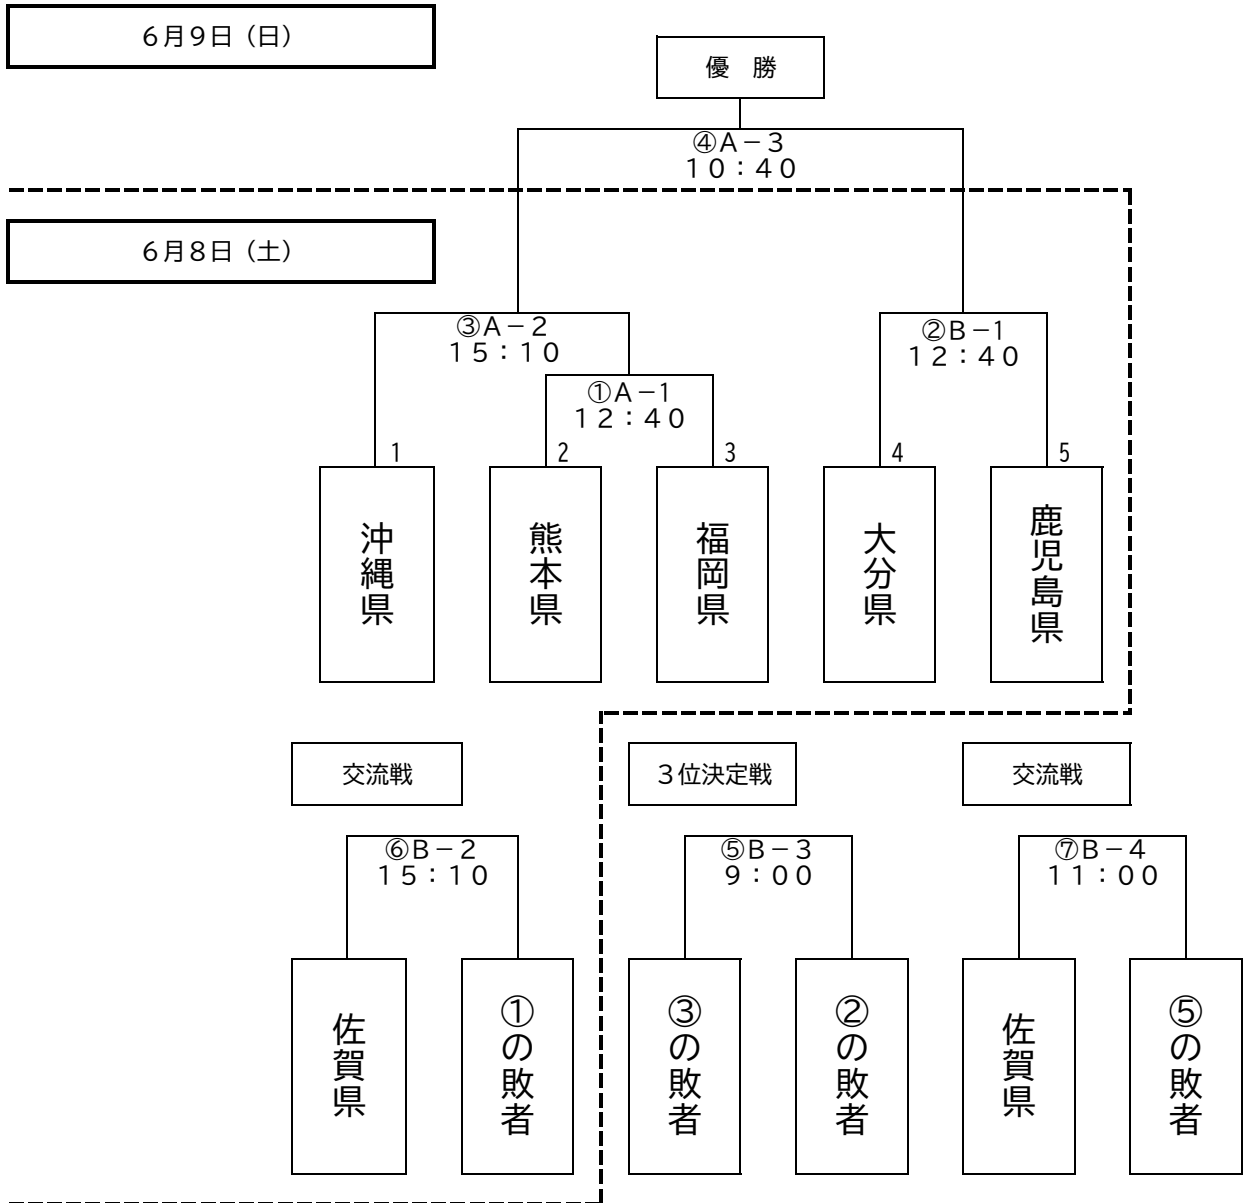 ６月９日（日）
優　勝
④Ａ－３
１０：４０
６月８日（土）
③Ａ－２
１５：１０
②Ｂ－1
１２：４０
①Ａ－1
１２：４０
1
2
3
4
5
沖縄県
熊本県
福岡県
大分県
鹿児島県
交流戦
３位決定戦
交流戦
⑥Ｂ－２
１５：１０
⑤Ｂ－３
９：００
⑦Ｂ－４
１１：００
佐賀県
①の敗者
③の敗者
②の敗者
佐賀県
⑤の敗者